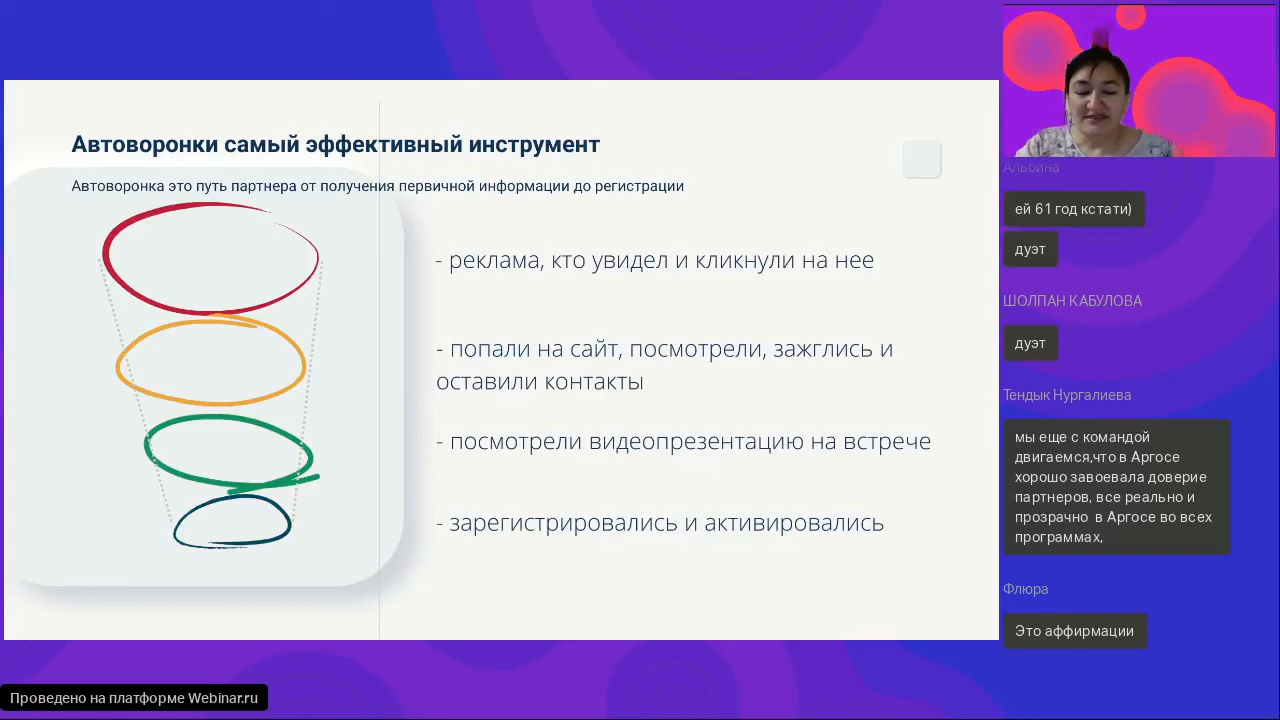 Автоворонки самый эффективный инструмент
Автоворонка это путь партнера от получения первичной информации до регистрации
- реклама, кто увидел и кликнули на нее
- попали на сайт, посмотрели, зажглись и
оставили контакты
- посмотрели видеопрезентацию на встрече
- зарегистрировались и активировались
Альбина
ей 61 год кстати)
дуэт
ШОЛПАН КАБУЛОВА
дуэт
Тендык Нургалиева
мы еще с командой
двигаемся,что в Аргосе
хорошо завоевала доверие
партнеров, все реально и
прозрачно в Аргосе во всех
программах,
Флюра
Это аффирмации
Проведено на платформе Webinar.ru